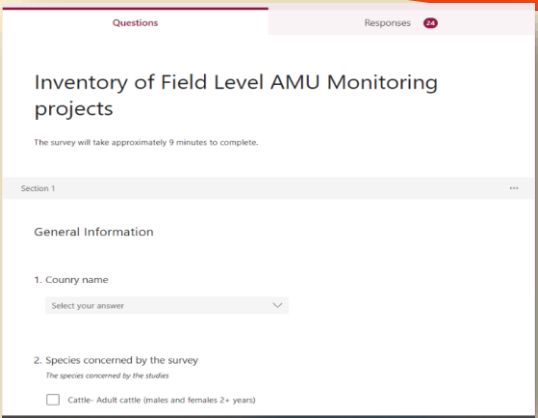 Questions
Responses 24
Inventory of Field Level AMU Monitoring
projects
The survey will take approximately 9 minutes to complete.
Section 1
...
General Information
1. Counry name
Select your answer
2. Species concerned by the survey
The species concerned by the studies
Cattle- Adult cattle (males and females 2+ years)